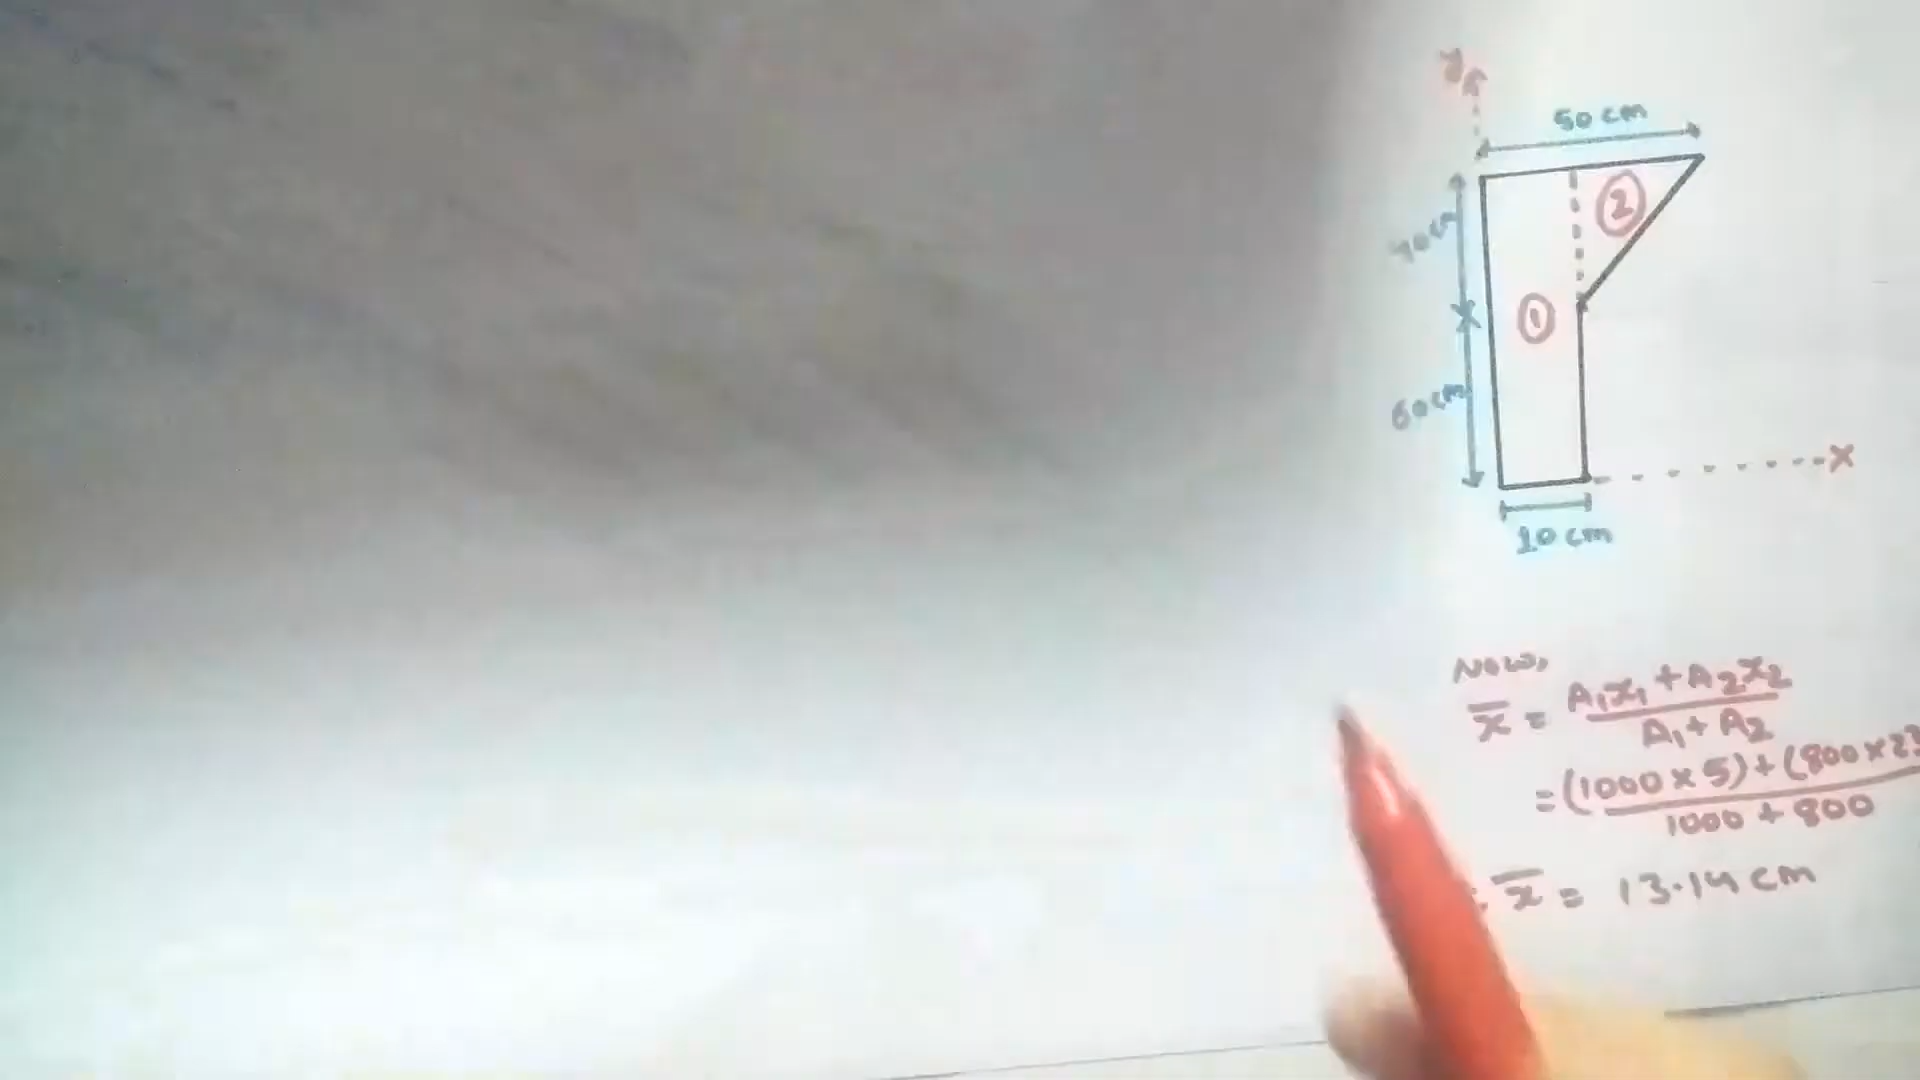 y
50 cm
40 cm
2
1
60 cm
X
10 cm
Now,
x̄ = A₁x₁ + A₂x₂
A₁ + A₂
= (1000 × 5) + (800 × 23
1000 + 800
∴ x̄ = 13.14 cm